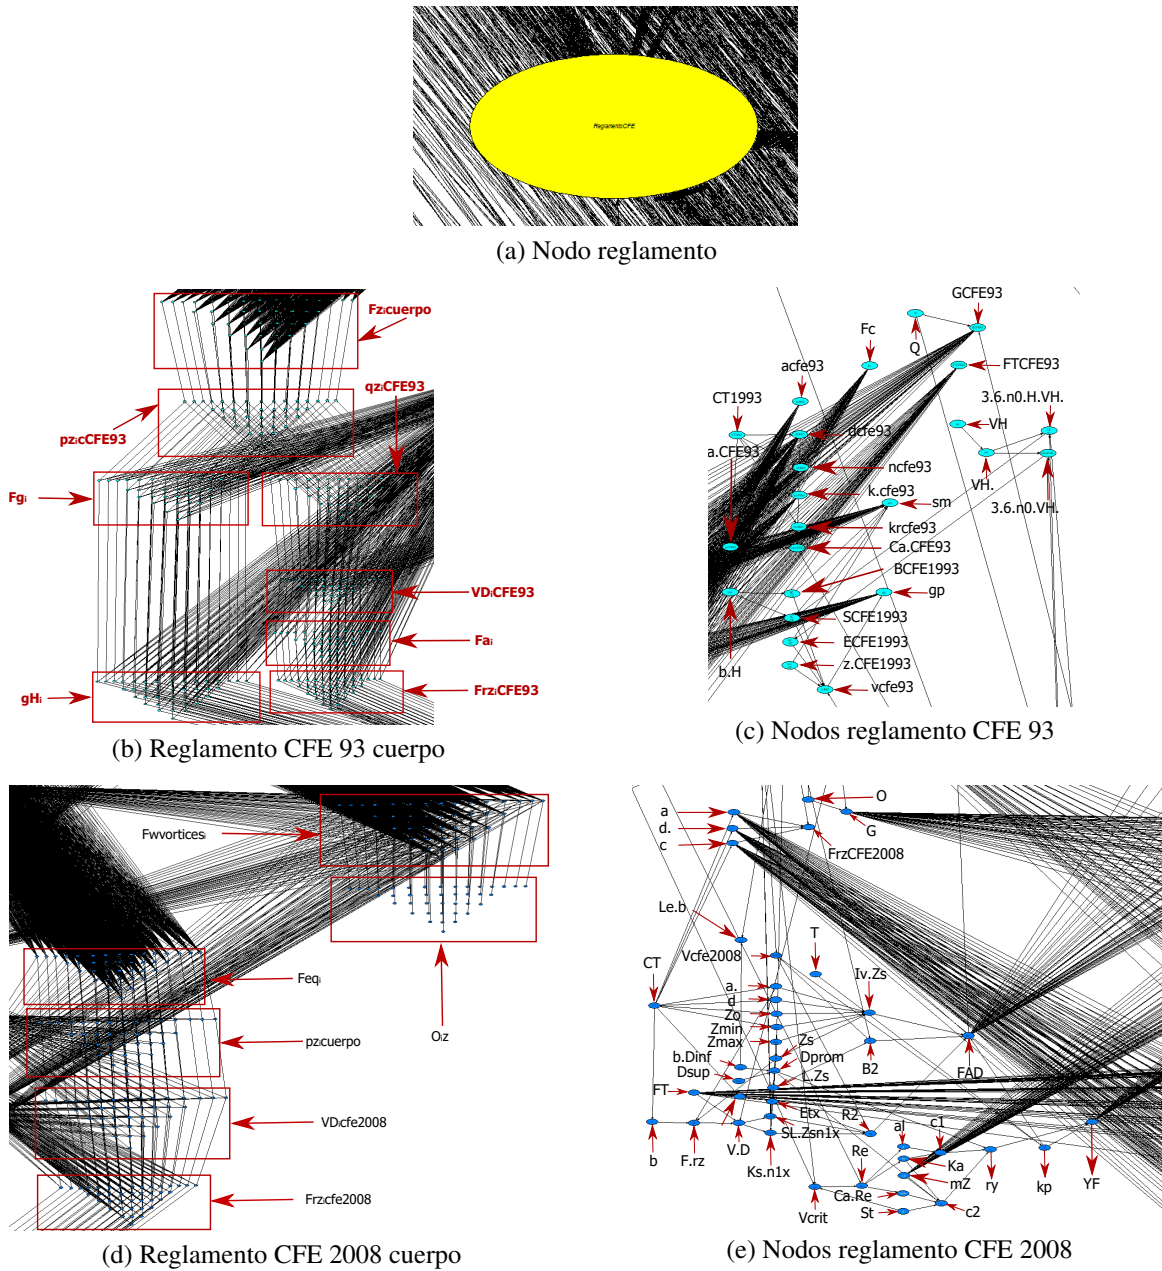 ReglamentoCFE
(a) Nodo reglamento
Fzᵢcuerpo
qzᵢCFE93
pzᵢcCFE93
Fgᵢ
VDᵢCFE93
Faᵢ
gHᵢ
FrzᵢCFE93
(b) Reglamento CFE 93 cuerpo
GCFE93
Q
Fc
FTCFE93
acfe93
CT1993
3.6.n0.H.VH.
VH
dcfe93
a.CFE93
ncfe93
VH.
k.cfe93
sm
3.6.n0.VH.
krcfe93
Ca.CFE93
BCFE1993
gp
SCFE1993
ECFE1993
b.H
z.CFE1993
vcfe93
(c) Nodos reglamento CFE 93
Fwvorticesᵢ
Feqᵢ
Oᵢz
pzᵢcuerpo
VDᵢcfe2008
Frzᵢcfe2008
(d) Reglamento CFE 2008 cuerpo
O
a
d.
G
c
FrzCFE2008
Le.b
T
Vcfe2008
CT
Iv.Zs
a.
d
Zo
Zmin
Zmax
Zs
b.Dinf
Dprom
B2
Dsup
L.Zs
FAD
FT
Etx
R2
al
c1
SL.Zsn1x
b
F.rz
V.D
Ks.n1x
Re
Ka
mZ
ry
kp
YF
Ca.Re
Vcrit
St
c2
(e) Nodos reglamento CFE 2008